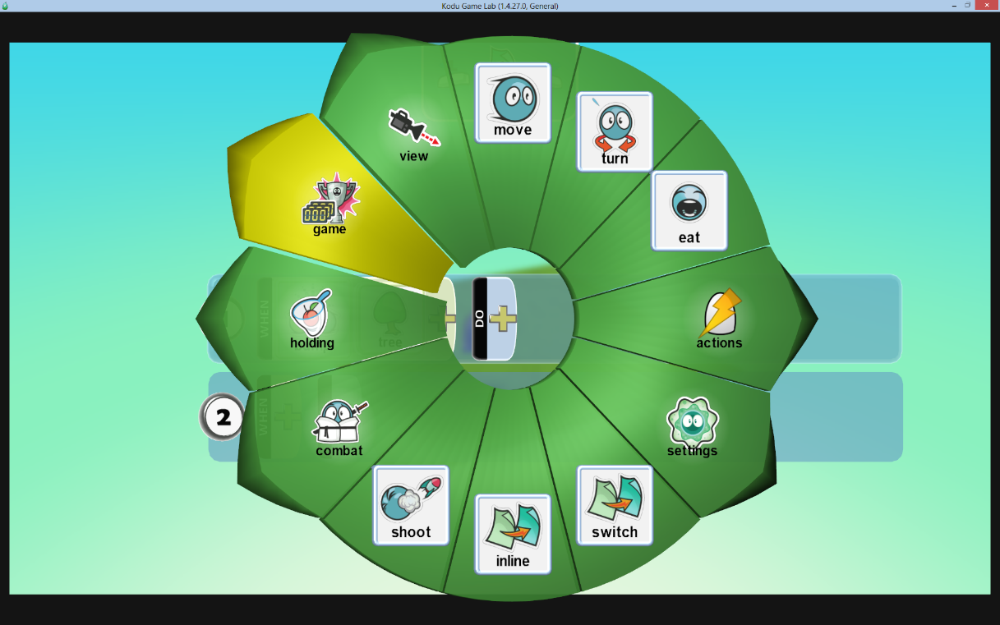 Kodu Game Lab (1.4.27.0, General)
move
view
turn
game
eat
WHEN
tree
DO
holding
actions
2
WHEN
combat
settings
shoot
switch
inline